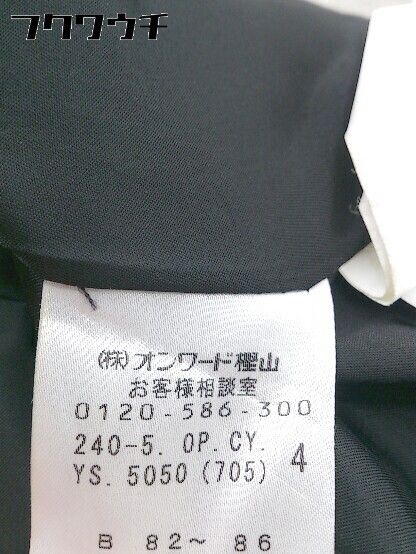 フクワウチ
(株)オンワード樫山
お客様相談室
0120-586-300
240-5. OP.CY.
YS. 5050 (705) 4
B 82~ 86